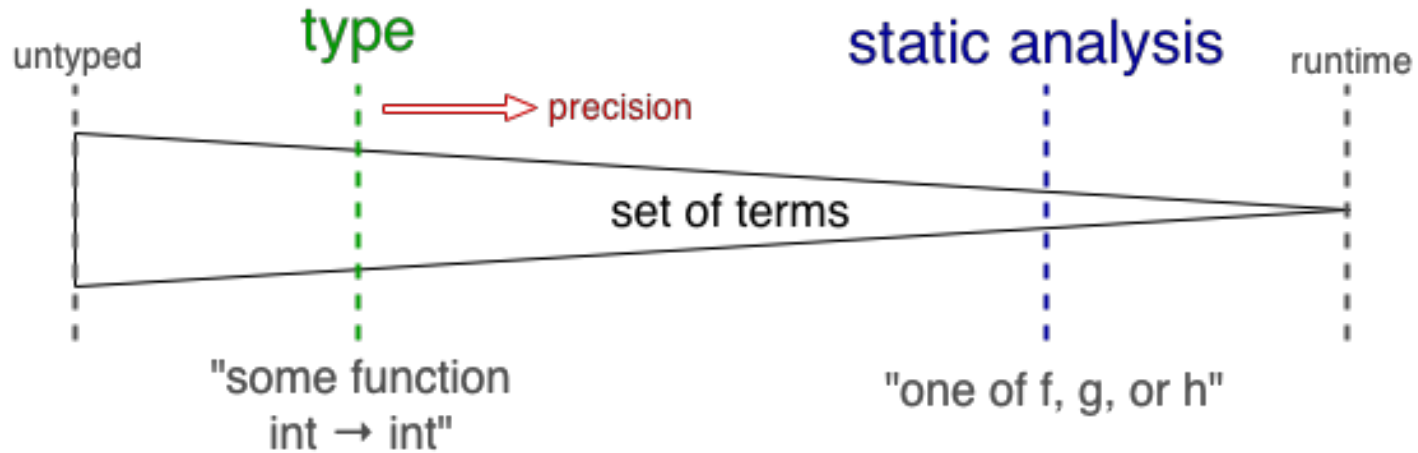 untyped
type
static analysis
runtime
precision
set of terms
"some function
int → int"
"one of f, g, or h"